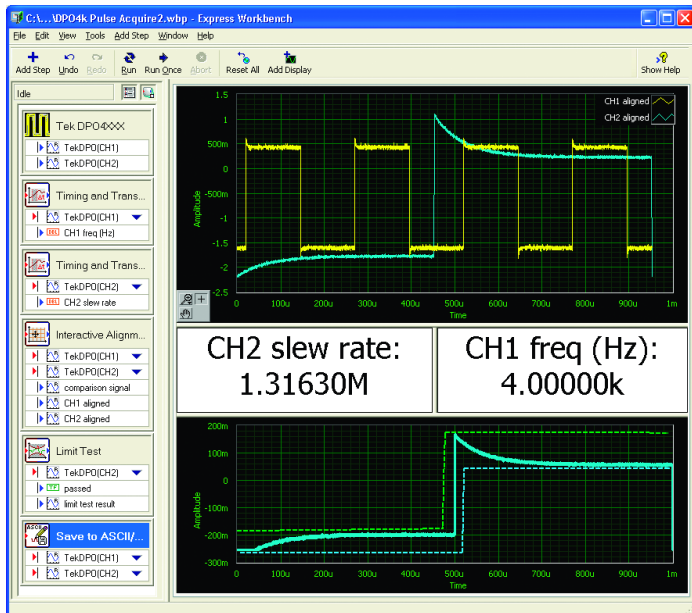 C:\...\DPO4k Pulse Acquire2.wbp - Express Workbench
File Edit View Tools Add Step Window Help
Add Step Undo Redo Run Run Once Abort Reset All Add Display Show Help
Idle
Tek DPO4XXX
TekDPO(CH1)
TekDPO(CH2)
Timing and Trans...
TekDPO(CH1)
DBL CH1 freq (Hz)
Timing and Trans...
TekDPO(CH2)
DBL CH2 slew rate
Interactive Alignm...
TekDPO(CH1)
TekDPO(CH2)
comparison signal
CH1 aligned
CH2 aligned
Limit Test
TekDPO(CH2)
TF passed
limit test result
ASCII
Save to ASCII/...
TekDPO(CH1)
TekDPO(CH2)
CH1 aligned
CH2 aligned
1.5
1
500m
0
-500m
-1
-1.5
-2
-2.5
Amplitude
0 100u 200u 300u 400u 500u 600u 700u 800u 900u 1m
Time
CH2 slew rate:
1.31630M
CH1 freq (Hz):
4.00000k
200m
100m
0
-100m
-200m
-300m
Amplitude
0 100u 200u 300u 400u 500u 600u 700u 800u 900u 1m
Time